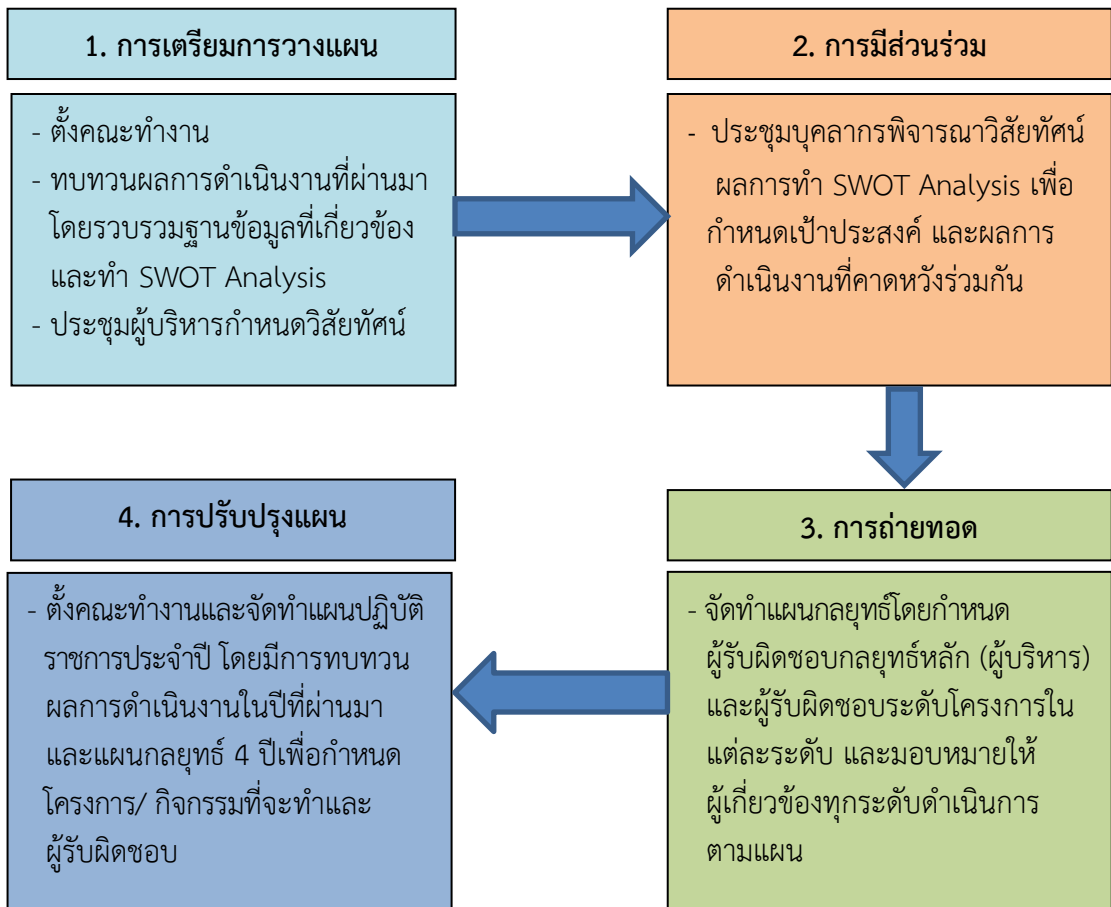 1. การเตรียมการวางแผน
- ตั้งคณะทำงาน
- ทบทวนผลการดำเนินงานที่ผ่านมา
โดยรวบรวมฐานข้อมูลที่เกี่ยวข้อง
และทำ SWOT Analysis
- ประชุมผู้บริหารกำหนดวิสัยทัศน์
2. การมีส่วนร่วม
- ประชุมบุคลากรพิจารณาวิสัยทัศน์
ผลการทำ SWOT Analysis เพื่อ
กำหนดเป้าประสงค์ และผลการ
ดำเนินงานที่คาดหวังร่วมกัน
3. การถ่ายทอด
- จัดทำแผนกลยุทธ์โดยกำหนด
ผู้รับผิดชอบกลยุทธ์หลัก (ผู้บริหาร)
และผู้รับผิดชอบระดับโครงการใน
แต่ละระดับ และมอบหมายให้
ผู้เกี่ยวข้องทุกระดับดำเนินการ
ตามแผน
4. การปรับปรุงแผน
- ตั้งคณะทำงานและจัดทำแผนปฏิบัติ
ราชการประจำปี โดยมีการทบทวน
ผลการดำเนินงานในปีที่ผ่านมา
และแผนกลยุทธ์ 4 ปีเพื่อกำหนด
โครงการ/ กิจกรรมที่จะทำและ
ผู้รับผิดชอบ